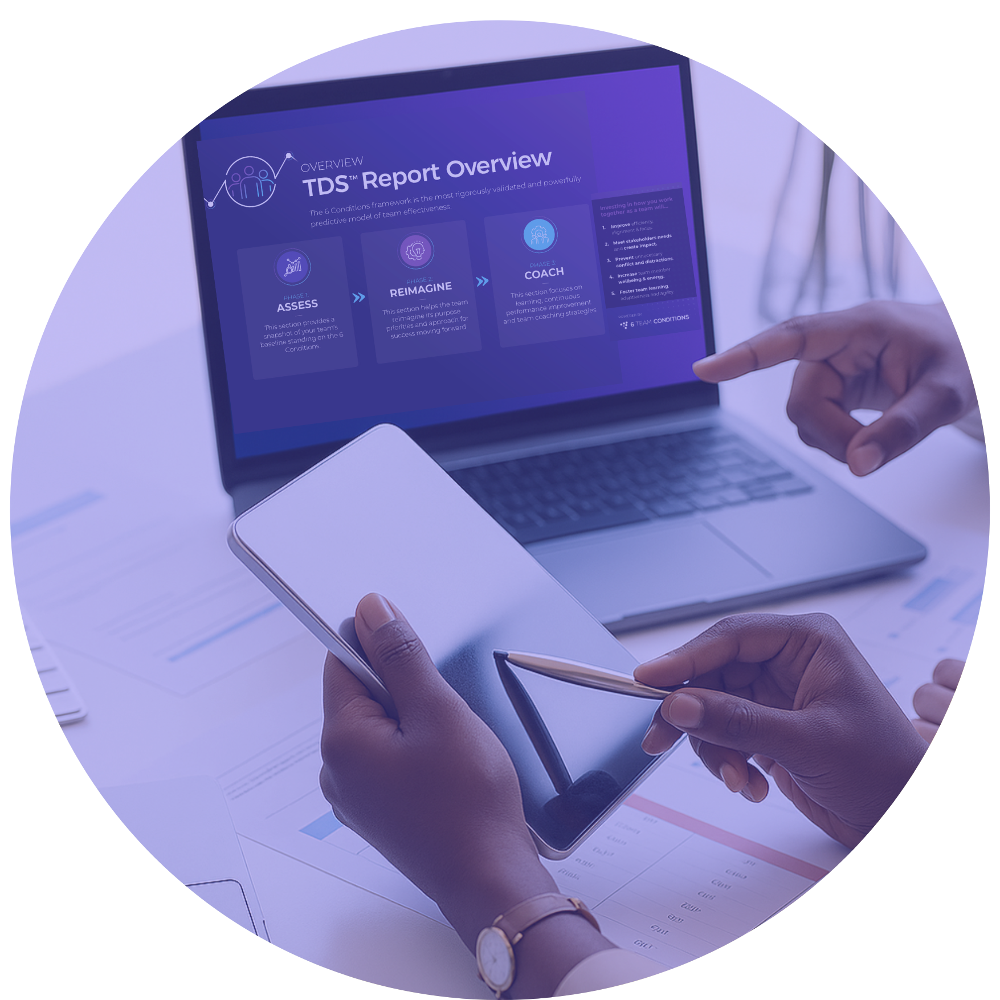 OVERVIEW
TDS™ Report Overview
The 6 Conditions framework is the most rigorously validated and powerfully
predictive model of team effectiveness.
PHASE 1:
ASSESS
This section provides a
snapshot of your team's
baseline standing on the 6
Conditions.
PHASE 2:
REIMAGINE
This section helps the team
reimagine its purpose
priorities and approach for
success moving forward
PHASE 3:
COACH
This section focuses on
learning, continuous
performance improvement
and team coaching strategies
Investing in how you work
together as a team will...
1. Improve efficiency,
alignment & focus.
2. Meet stakeholders needs
and create impact.
3. Prevent unnecessary
conflict and distractions
4. Increase team member
wellbeing & energy.
5. Foster team learning,
adaptiveness and agility.
POWERED BY
6 TEAM CONDITIONS